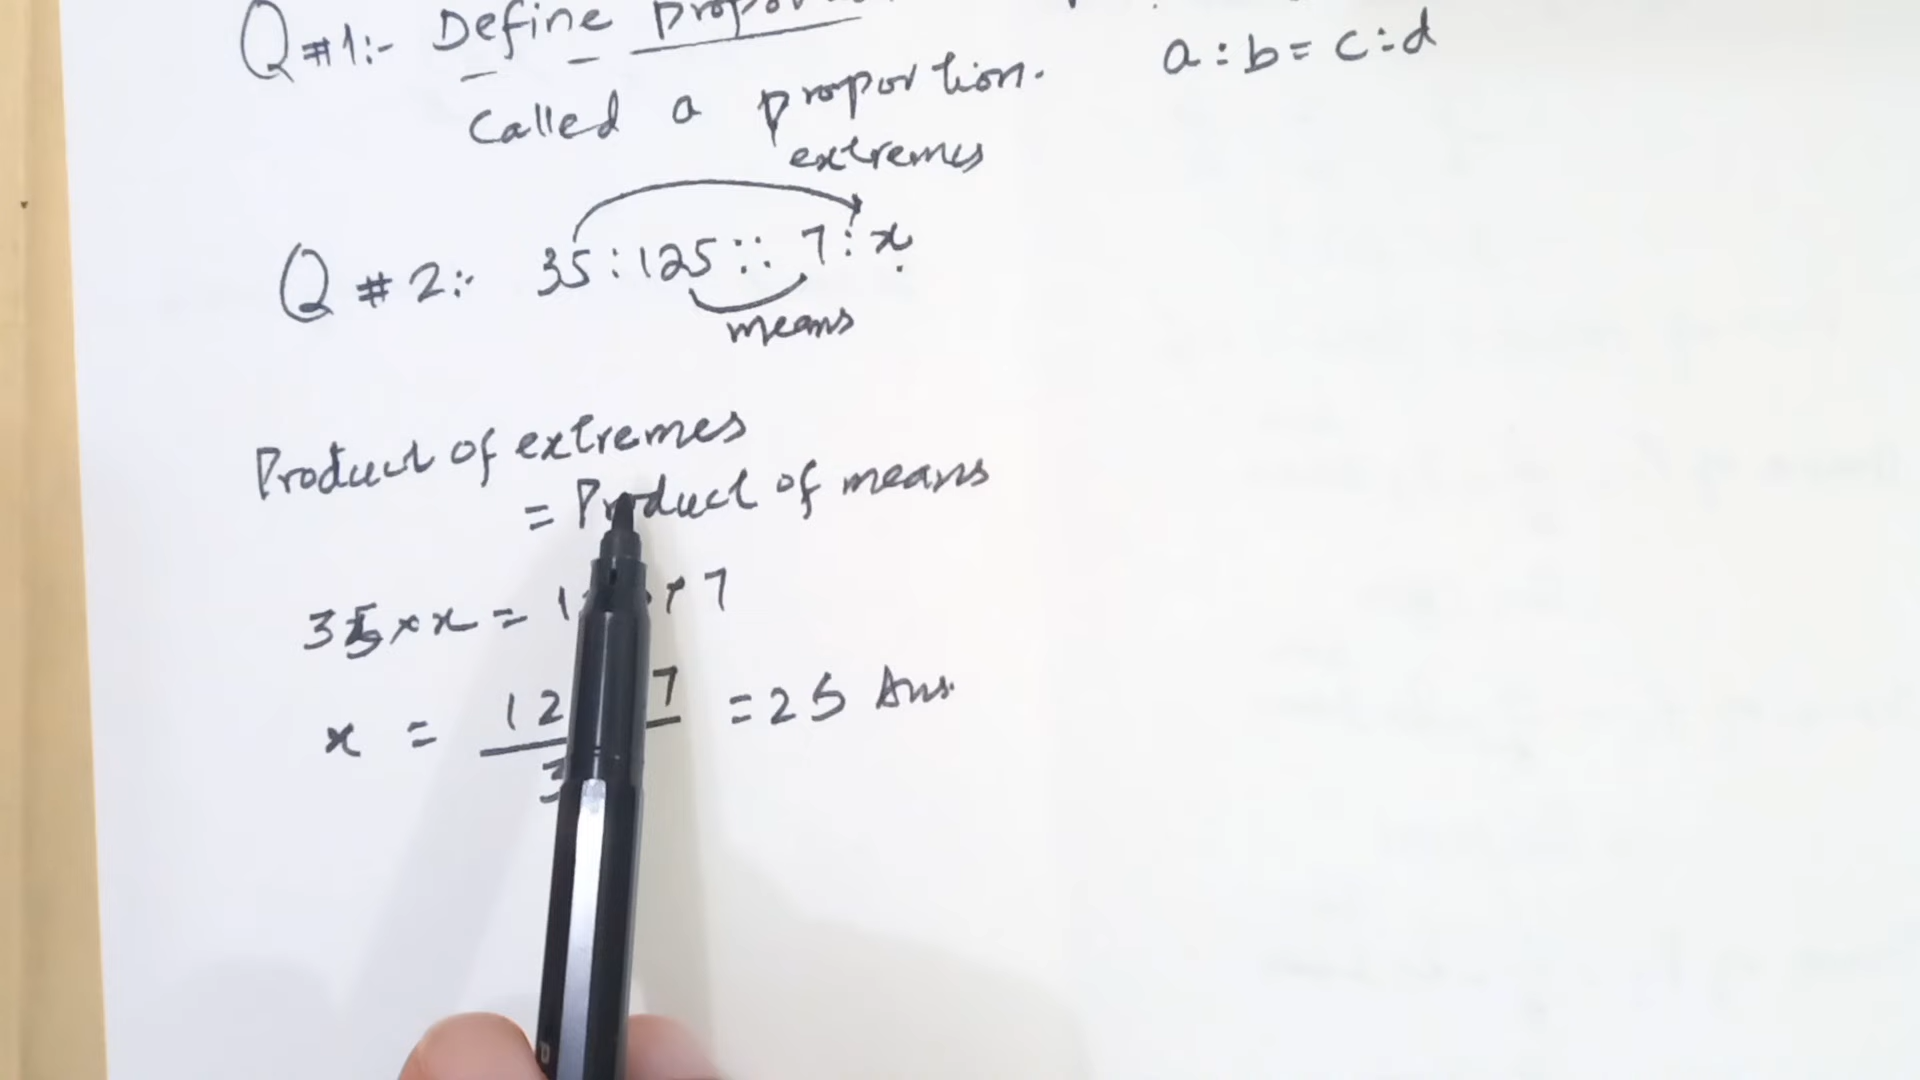 Q #1:- Define
a : b = c : d
called a proportion.
extremes
Q #2:- 35 : 125 :: 7 : x
means
Product of extremes
= Product of means
35 × x = 7
x = 7 = 25 Ans.